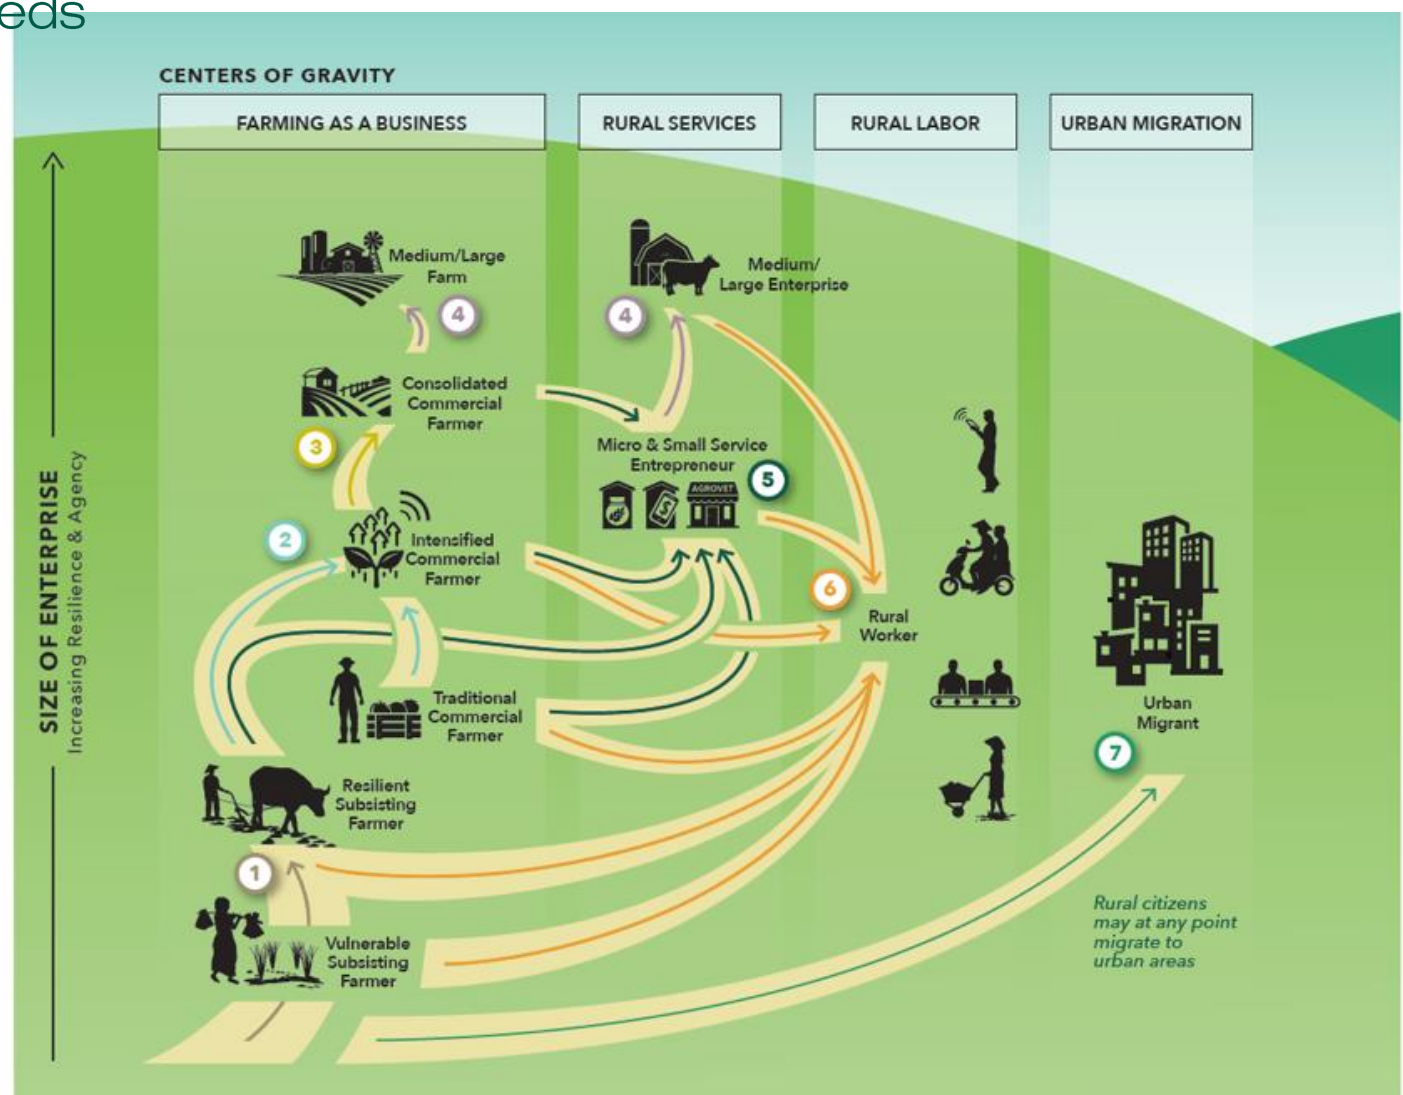 eds
CENTERS OF GRAVITY
FARMING AS A BUSINESS
RURAL SERVICES
RURAL LABOR
URBAN MIGRATION
SIZE OF ENTERPRISE
Increasing Resilience & Agency
Medium/Large
Farm
4
4
Medium/
Large Enterprise
Consolidated
Commercial
Farmer
3
Micro & Small Service
Entrepreneur
5
AGROVET
$
2
Intensified
Commercial
Farmer
6
Rural
Worker
Traditional
Commercial
Farmer
Urban
Migrant
7
Resilient
Subsisting
Farmer
1
Vulnerable
Subsisting
Farmer
Rural citizens
may at any point
migrate to
urban areas